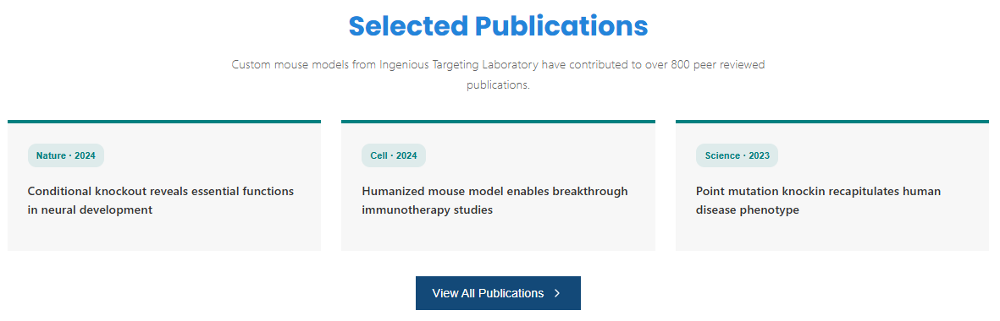 Selected Publications
Custom mouse models from Ingenious Targeting Laboratory have contributed to over 800 peer reviewed
publications.
Nature · 2024
Conditional knockout reveals essential functions
in neural development
Cell · 2024
Humanized mouse model enables breakthrough
immunotherapy studies
Science · 2023
Point mutation knockin recapitulates human
disease phenotype
View All Publications